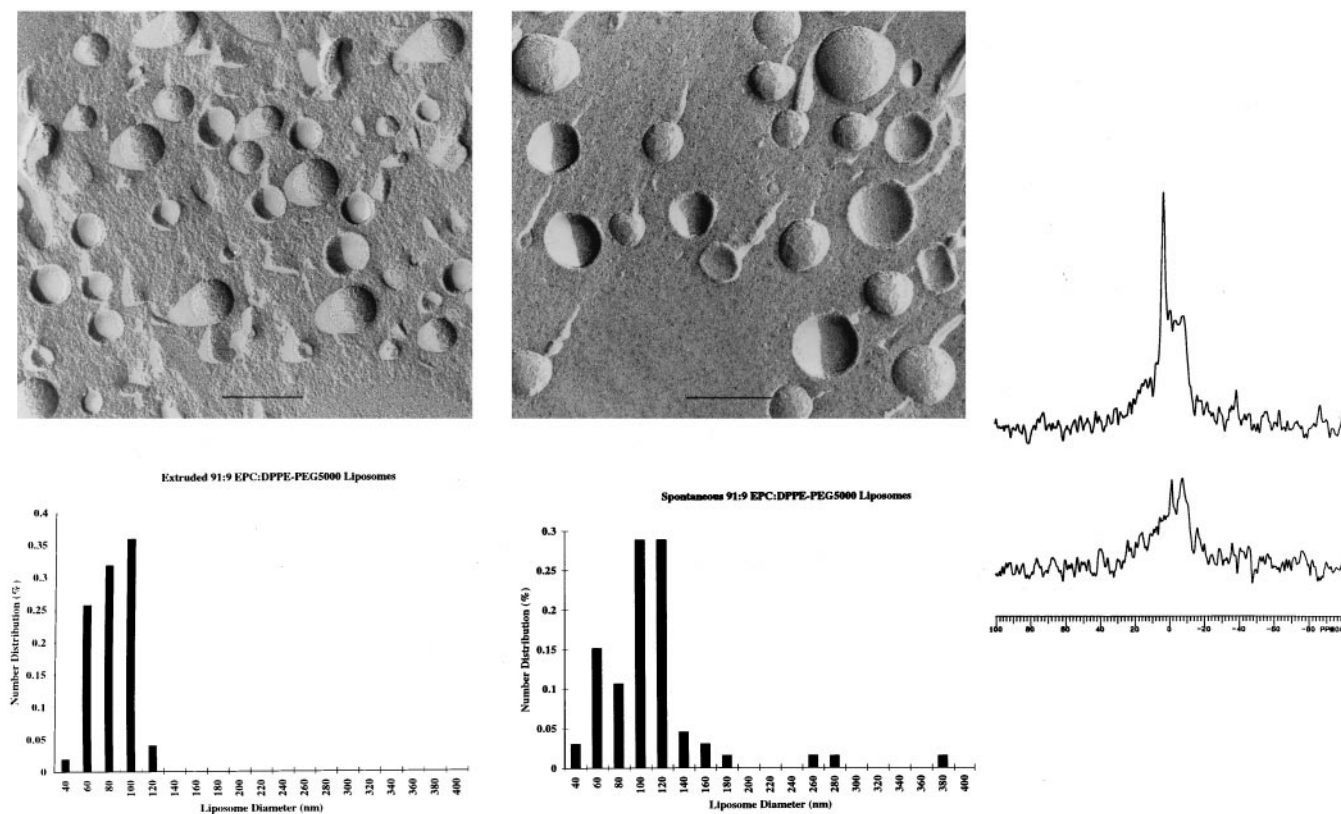 Extruded 91:9 EPC:DPPE-PEG5000 Liposomes
0.4
0.35
0.3
0.25
0.2
0.15
0.1
0.05
0
Number Distribution (%)
40 60 80 100 120 140 160 180 200 220 240 260 280 300 320 340 360 380 400
Liposome Diameter (nm)
Spontaneous 91:9 EPC:DPPE-PEG5000 Liposomes
0.3
0.25
0.2
0.15
0.1
0.05
0
Number Distribution (%)
40 60 80 100 120 140 160 180 200 220 240 260 280 300 320 340 360 380 400
Liposome Diameter (nm)
100 80 60 40 20 0 -20 -40 -60 -80